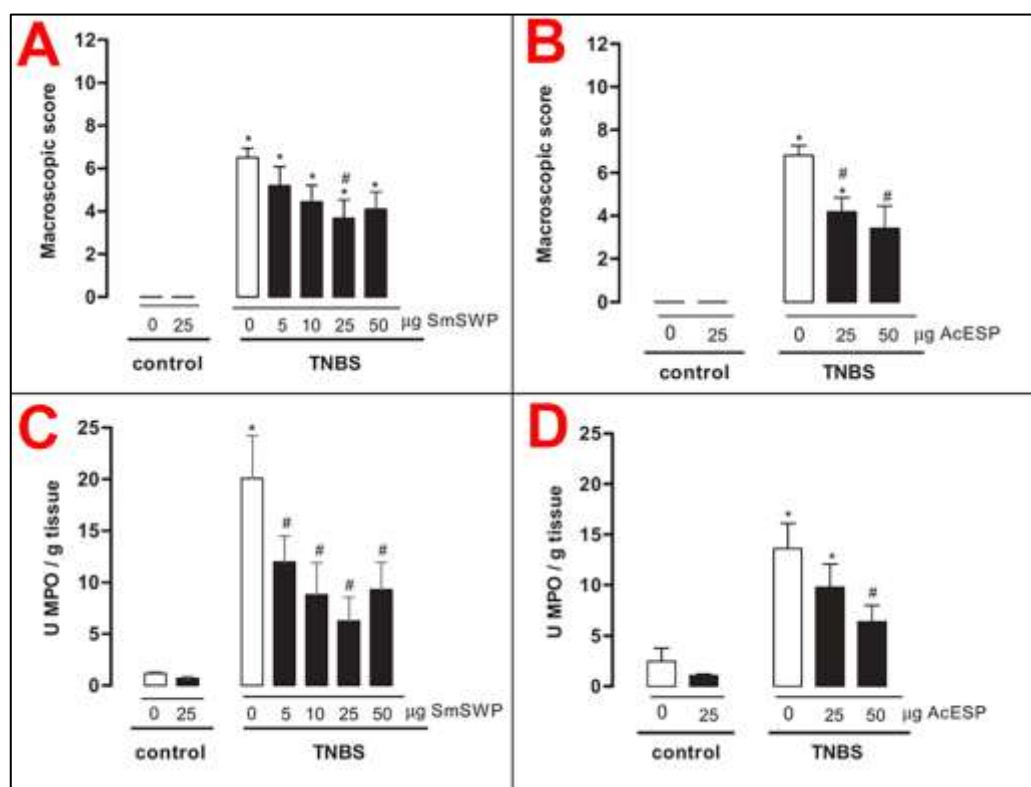 A
Macroscopic score
12
10
8
6
4
2
0
* * * # * *
0 25 0 5 10 25 50 µg SmSWP
control TNBS
B
Macroscopic score
12
10
8
6
4
2
0
* # * #
0 25 0 25 50 µg AcESP
control TNBS
C
U MPO / g tissue
25
20
15
10
5
0
* # # # #
0 25 0 5 10 25 50 µg SmSWP
control TNBS
D
U MPO / g tissue
25
20
15
10
5
0
* * #
0 25 0 25 50 µg AcESP
control TNBS